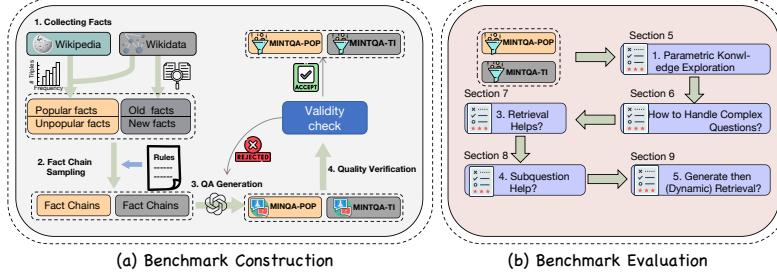 1. Collecting Facts
Wikipedia
Wikidata
# Triples
Frequency
Popular facts
Unpopular facts
Old facts
New facts
2. Fact Chain
Sampling
Rules
Fact Chains
Fact Chains
3. QA Generation
MINQA-POP
MINTQA-TI
4. Quality Verification
Validity
check
REJECTED
ACCEPT
MINTQA-POP
MINTQA-TI
(a) Benchmark Construction
MINTQA-POP
MINTQA-TI
Section 5
1. Parametric Konwl-
edge Exploration
Section 6
How to Handle Complex
Questions?
Section 7
3. Retrieval
Helps?
Section 8
4. Subquestion
Help?
Section 9
5. Generate then
(Dynamic) Retrieval?
(b) Benchmark Evaluation